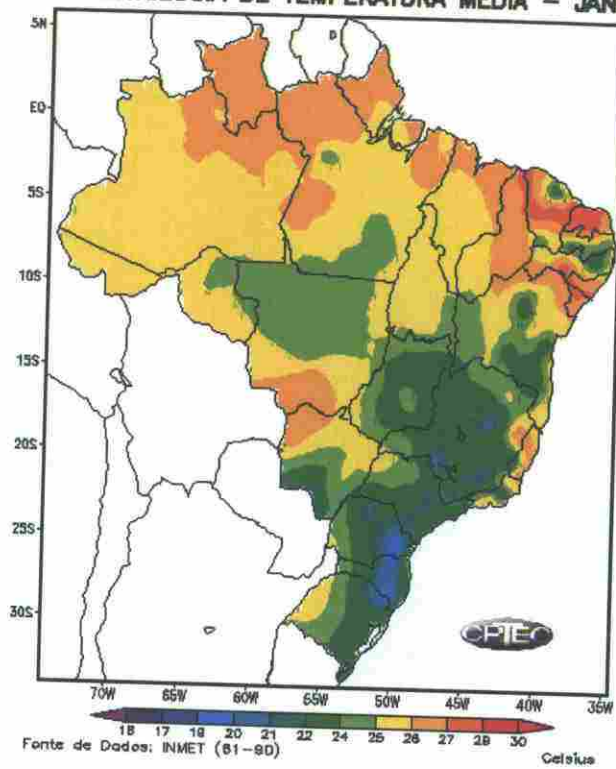 DE TEMPERATURA MEDIA – JAN
5N
EQ
5S
10S
15S
20S
25S
30S
CPTEC
70W 65W 60W 55W 50W 45W 40W 35W
16 17 19 20 21 22 24 25 26 27 28 30
Fonte de Dados: INMET (61-90)
Celsius